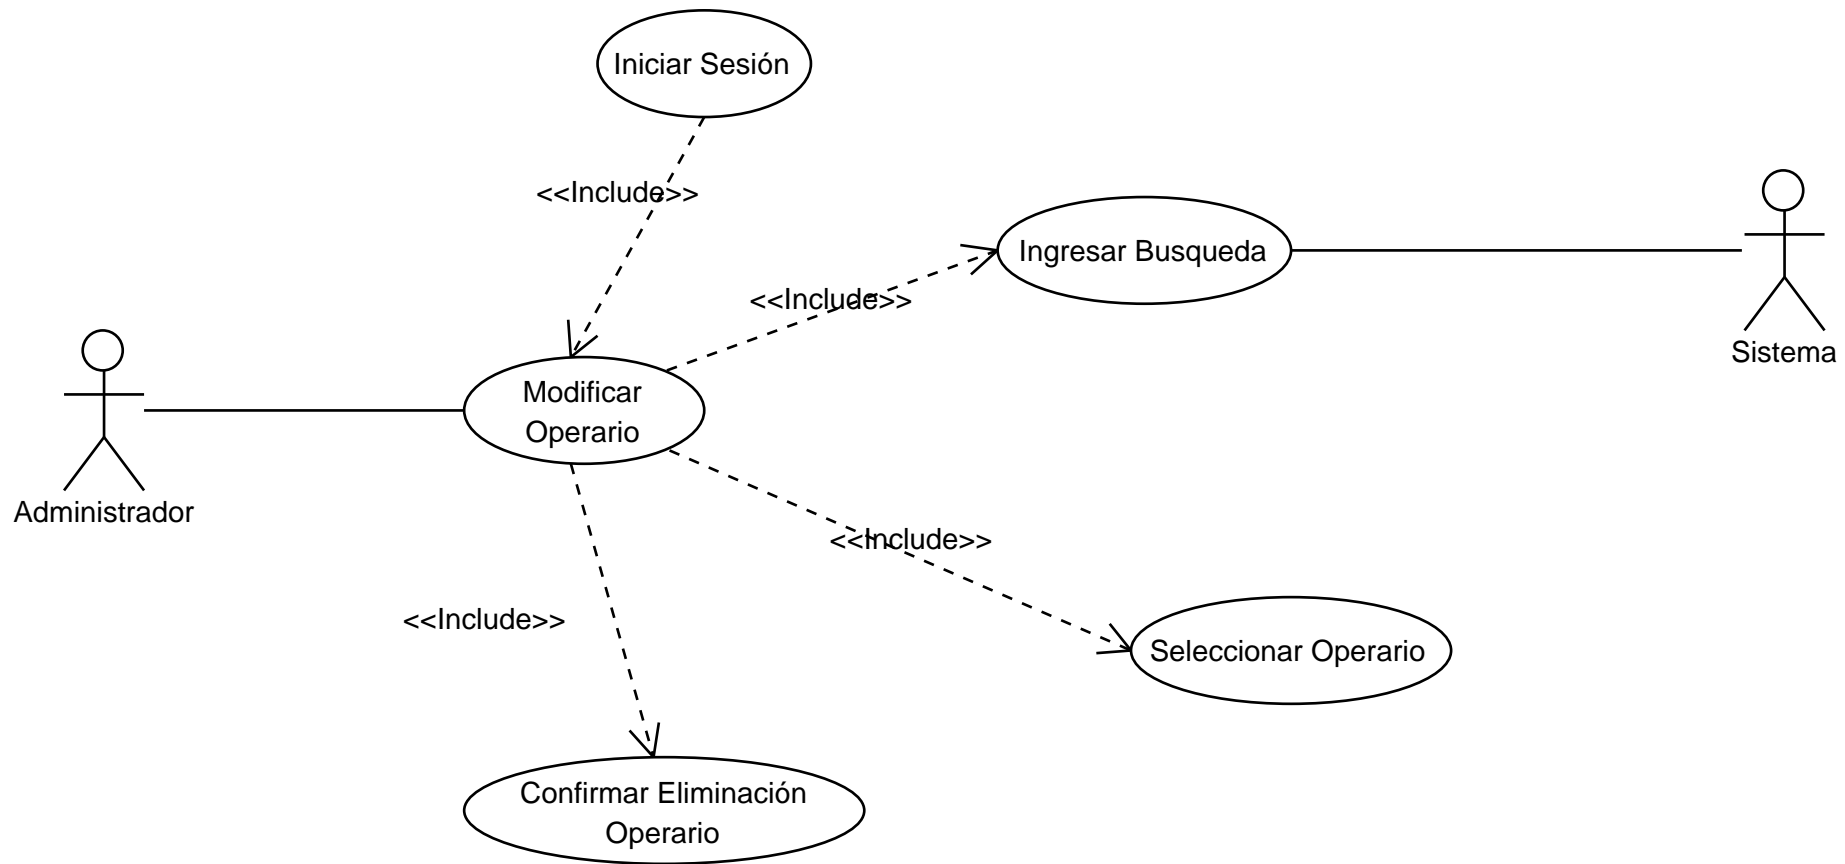 Iniciar Sesión
<<Include>>
Ingresar Busqueda
<<Include>>
Sistema
Modificar
Operario
Administrador
<<Include>>
<<Include>>
Seleccionar Operario
Confirmar Eliminación
Operario